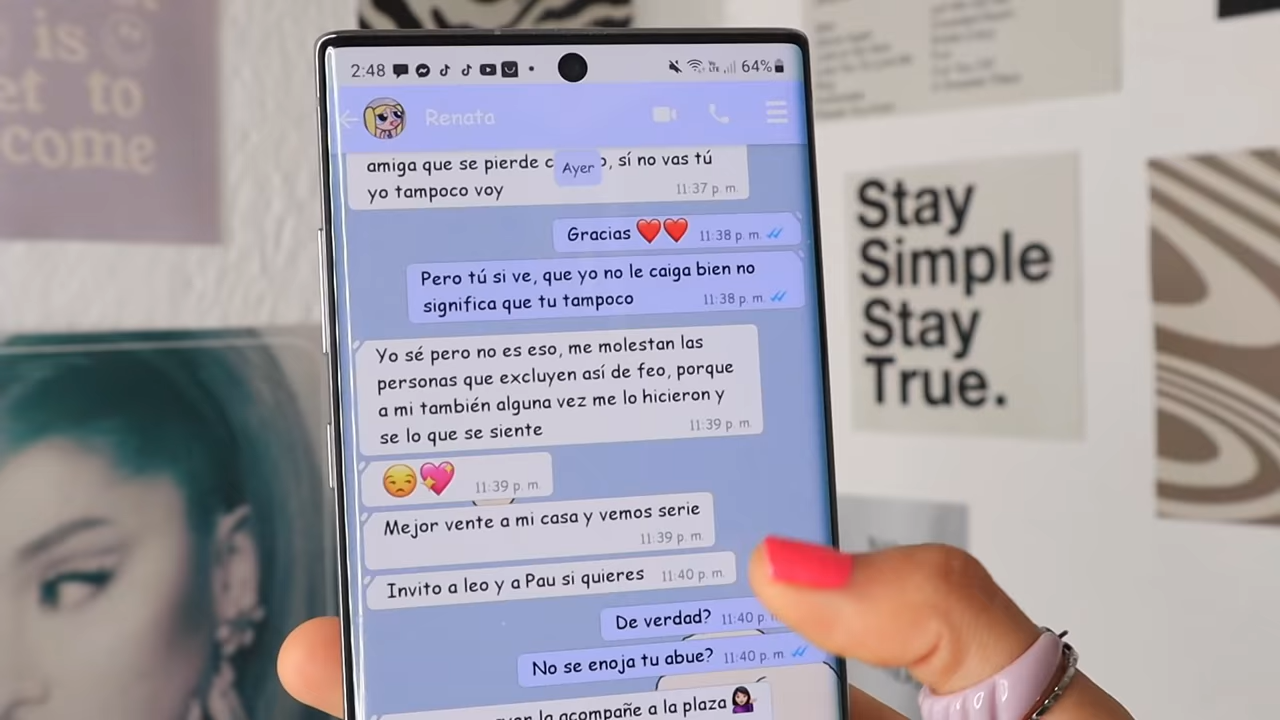 is
et to
come
2:48 64%
Renata
Ayer
amiga que se pierde sí no vas tú
yo tampoco voy 11:37 p. m.
Gracias ❤️❤️ 11:38 p. m.
Pero tú si ve, que yo no le caiga bien no
significa que tu tampoco 11:38 p. m.
Yo sé pero no es eso, me molestan las
personas que excluyen así de feo, porque
a mi también alguna vez me lo hicieron y
se lo que se siente 11:39 p. m.
😒💖 11:39 p. m.
Mejor vente a mi casa y vemos serie
11:39 p. m.
Invito a leo y a Pau si quieres 11:40 p. m.
De verdad? 11:40 p.
No se enoja tu abue? 11:40 p. m.
la acompañe a la plaza 💁🏻‍♀️
Stay
Simple
Stay
True.